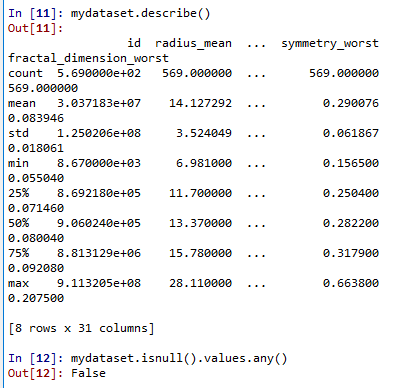 In [11]: mydataset.describe()
Out[11]:
                 id  radius_mean  ...  symmetry_worst
fractal_dimension_worst
count  5.690000e+02   569.000000  ...      569.000000
569.000000
mean   3.037183e+07    14.127292  ...        0.290076
0.083946
std    1.250206e+08     3.524049  ...        0.061867
0.018061
min    8.670000e+03     6.981000  ...        0.156500
0.055040
25%    8.692180e+05    11.700000  ...        0.250400
0.071460
50%    9.060240e+05    13.370000  ...        0.282200
0.080040
75%    8.813129e+06    15.780000  ...        0.317900
0.092080
max    9.113205e+08    28.110000  ...        0.663800
0.207500
[8 rows x 31 columns]
In [12]: mydataset.isnull().values.any()
Out[12]: False